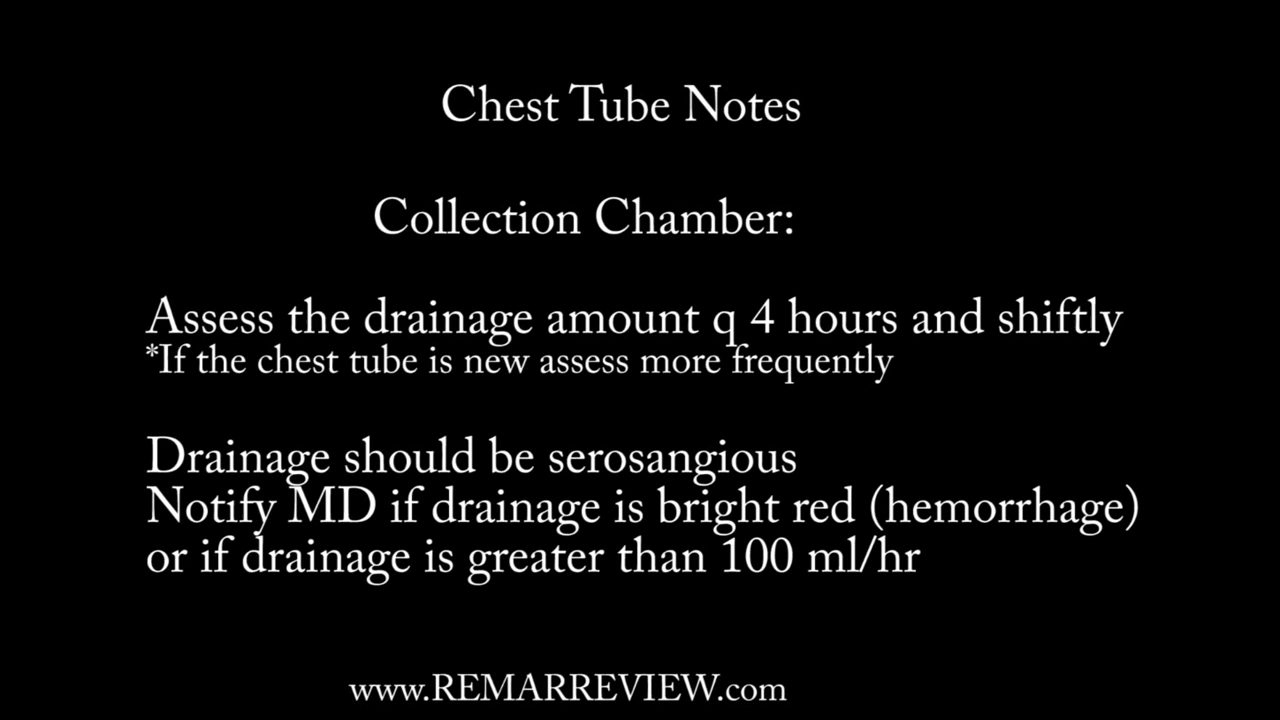 Chest Tube Notes
Collection Chamber:
Assess the drainage amount q 4 hours and shiftly
*If the chest tube is new assess more frequently
Drainage should be serosangious
Notify MD if drainage is bright red (hemorrhage)
or if drainage is greater than 100 ml/hr
www.REMARREVIEW.com